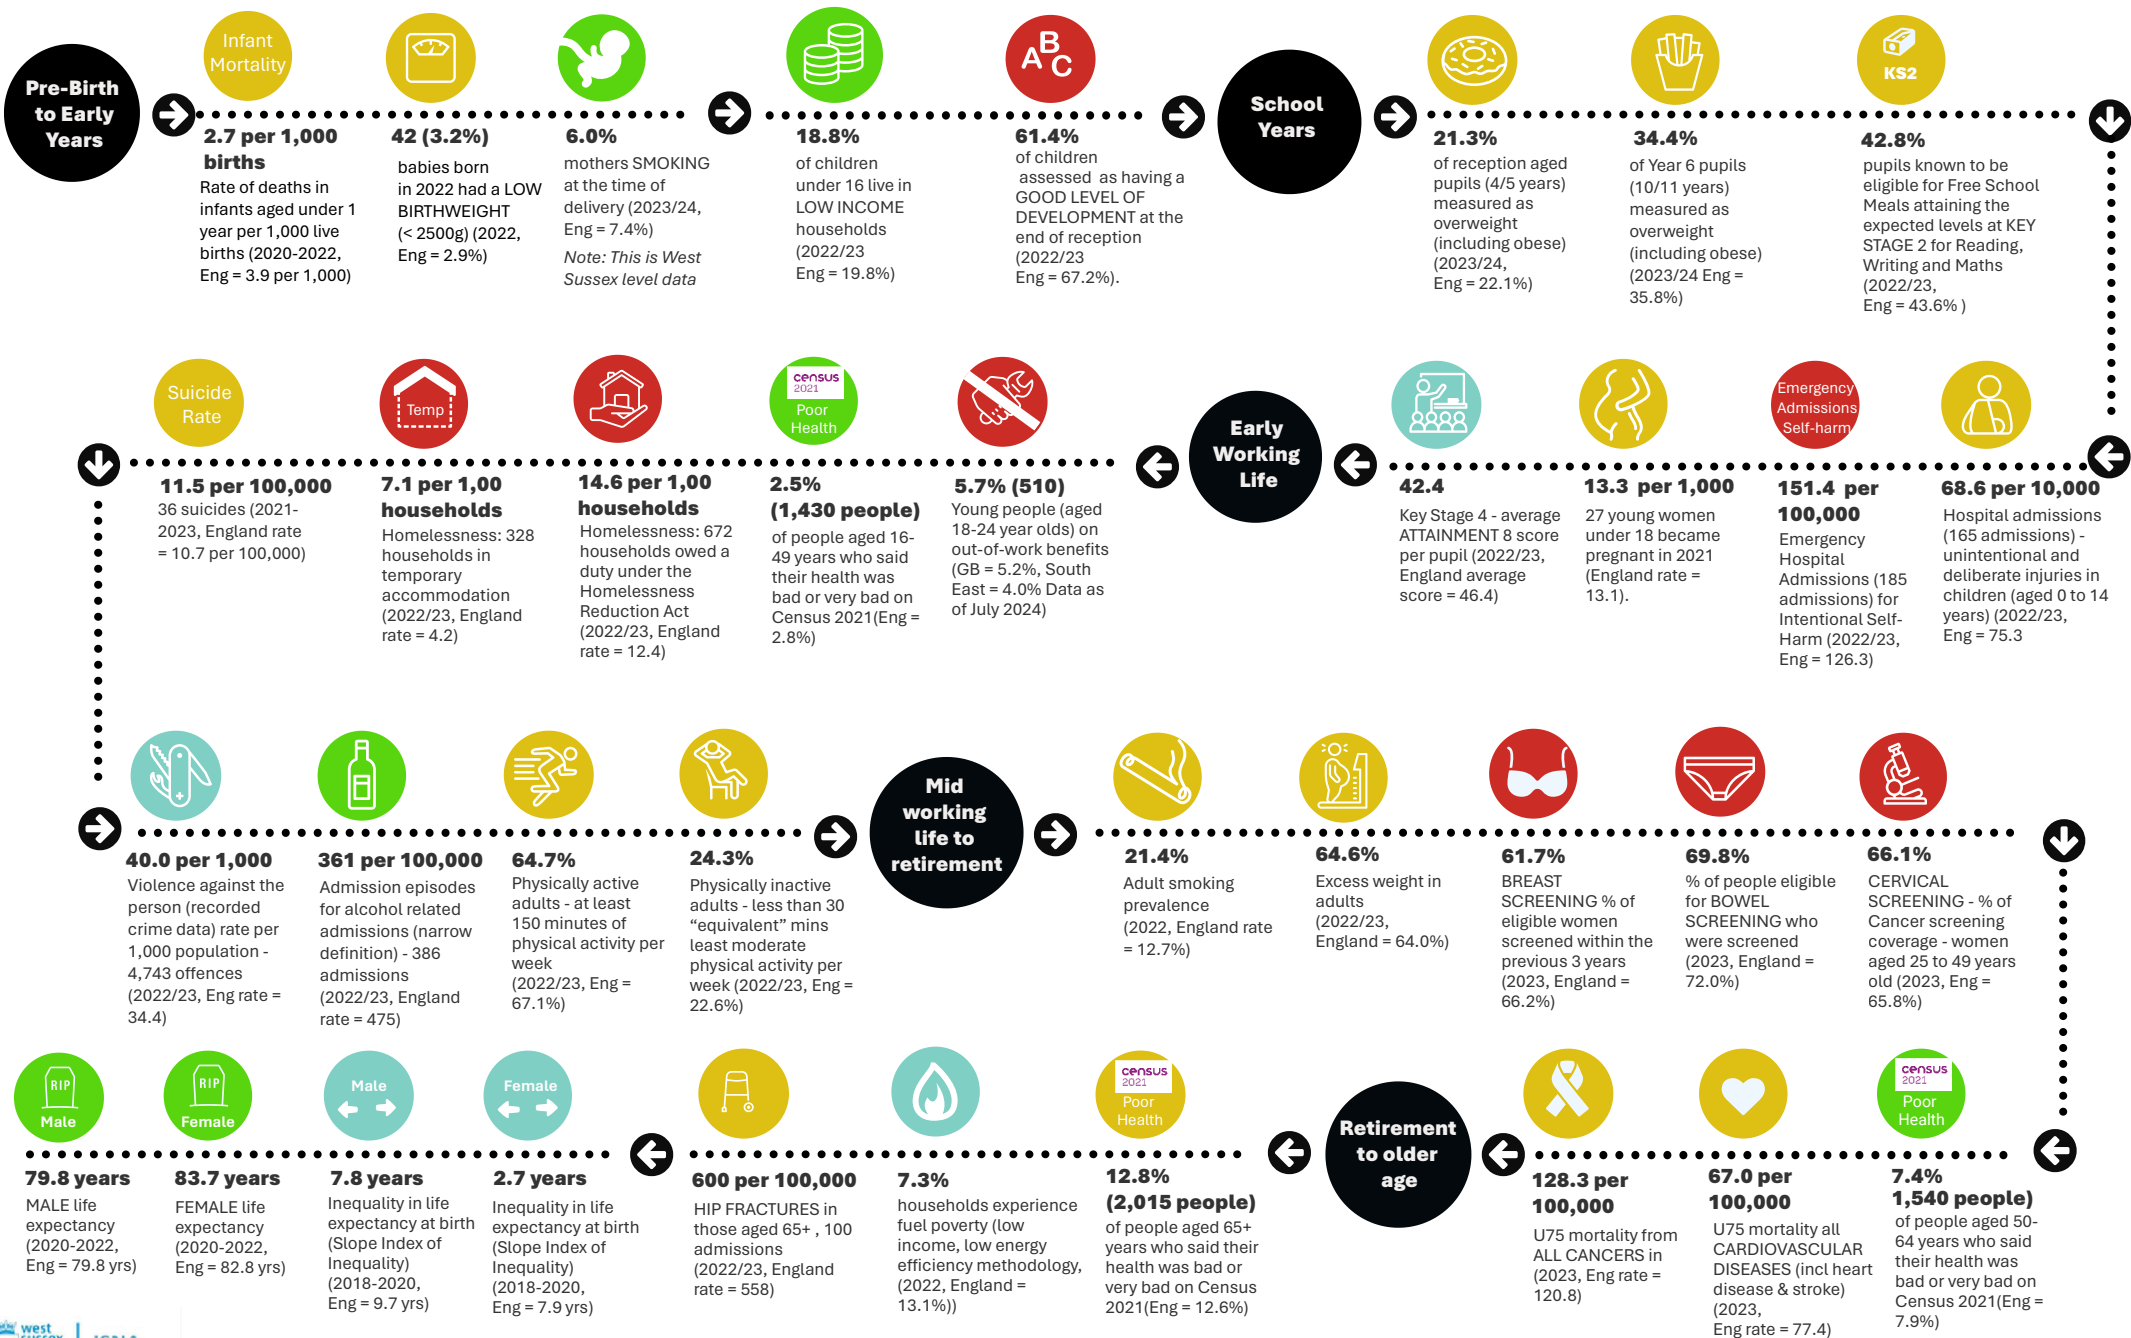 Pre-Birth
to Early
Years
Infant
Mortality
2.7 per 1,000
births
Rate of deaths in
infants aged under 1
year per 1,000 live
births (2020-2022,
Eng = 3.9 per 1,000)
42 (3.2%)
babies born
in 2022 had a LOW
BIRTHWEIGHT
(< 2500g) (2022,
Eng = 2.9%)
6.0%
mothers SMOKING
at the time of
delivery (2023/24,
Eng = 7.4%)
Note: This is West
Sussex level data
18.8%
of children
under 16 live in
LOW INCOME
households
(2022/23
Eng = 19.8%)
A B C
61.4%
of children
assessed as having a
GOOD LEVEL OF
DEVELOPMENT at the
end of reception
(2022/23
Eng = 67.2%).
School
Years
21.3%
of reception aged
pupils (4/5 years)
measured as
overweight
(including obese)
(2023/24,
Eng = 22.1%)
34.4%
of Year 6 pupils
(10/11 years)
measured as
overweight
(including obese)
(2023/24 Eng =
35.8%)
KS2
42.8%
pupils known to be
eligible for Free School
Meals attaining the
expected levels at KEY
STAGE 2 for Reading,
Writing and Maths
(2022/23,
Eng = 43.6% )
68.6 per 10,000
Hospital admissions
(165 admissions) -
unintentional and
deliberate injuries in
children (aged 0 to 14
years) (2022/23,
Eng = 75.3
Emergency
Admissions
Self-harm
151.4 per
100,000
Emergency
Hospital
Admissions (185
admissions) for
Intentional Self-
Harm (2022/23,
Eng = 126.3)
13.3 per 1,000
27 young women
under 18 became
pregnant in 2021
(England rate =
13.1).
42.4
Key Stage 4 - average
ATTAINMENT 8 score
per pupil (2022/23,
England average
score = 46.4)
Early
Working
Life
5.7% (510)
Young people (aged
18-24 year olds) on
out-of-work benefits
(GB = 5.2%, South
East = 4.0% Data as
of July 2024)
census
2021
Poor
Health
2.5%
(1,430 people)
of people aged 16-
49 years who said
their health was
bad or very bad on
Census 2021(Eng =
2.8%)
14.6 per 1,00
households
Homelessness: 672
households owed a
duty under the
Homelessness
Reduction Act
(2022/23, England
rate = 12.4)
Temp
7.1 per 1,00
households
Homelessness: 328
households in
temporary
accommodation
(2022/23, England
rate = 4.2)
Suicide
Rate
11.5 per 100,000
36 suicides (2021-
2023, England rate
= 10.7 per 100,000)
40.0 per 1,000
Violence against the
person (recorded
crime data) rate per
1,000 population -
4,743 offences
(2022/23, Eng rate =
34.4)
361 per 100,000
Admission episodes
for alcohol related
admissions (narrow
definition) - 386
admissions
(2022/23, England
rate = 475)
64.7%
Physically active
adults - at least
150 minutes of
physical activity per
week
(2022/23, Eng =
67.1%)
24.3%
Physically inactive
adults - less than 30
“equivalent” mins
least moderate
physical activity per
week (2022/23, Eng =
22.6%)
Mid
working
life to
retirement
21.4%
Adult smoking
prevalence
(2022, England rate
= 12.7%)
64.6%
Excess weight in
adults
(2022/23,
England = 64.0%)
61.7%
BREAST
SCREENING % of
eligible women
screened within the
previous 3 years
(2023, England =
66.2%)
69.8%
% of people eligible
for BOWEL
SCREENING who
were screened
(2023, England =
72.0%)
66.1%
CERVICAL
SCREENING - % of
Cancer screening
coverage - women
aged 25 to 49 years
old (2023, Eng =
65.8%)
census
2021
Poor
Health
7.4%
1,540 people)
of people aged 50-
64 years who said
their health was
bad or very bad on
Census 2021(Eng =
7.9%)
67.0 per
100,000
U75 mortality all
CARDIOVASCULAR
DISEASES (incl heart
disease & stroke)
(2023,
Eng rate = 77.4)
128.3 per
100,000
U75 mortality from
ALL CANCERS in
(2023, Eng rate =
120.8)
Retirement
to older
age
census
2021
Poor
Health
12.8%
(2,015 people)
of people aged 65+
years who said their
health was bad or
very bad on Census
2021(Eng = 12.6%)
7.3%
households experience
fuel poverty (low
income, low energy
efficiency methodology,
(2022, England =
13.1%))
600 per 100,000
HIP FRACTURES in
those aged 65+ , 100
admissions
(2022/23, England
rate = 558)
Female
2.7 years
Inequality in life
expectancy at birth
(Slope Index of
Inequality)
(2018-2020,
Eng = 7.9 yrs)
Male
7.8 years
Inequality in life
expectancy at birth
(Slope Index of
Inequality)
(2018-2020,
Eng = 9.7 yrs)
RIP
Female
83.7 years
FEMALE life
expectancy
(2020-2022,
Eng = 82.8 yrs)
RIP
Male
79.8 years
MALE life
expectancy
(2020-2022,
Eng = 79.8 yrs)
west